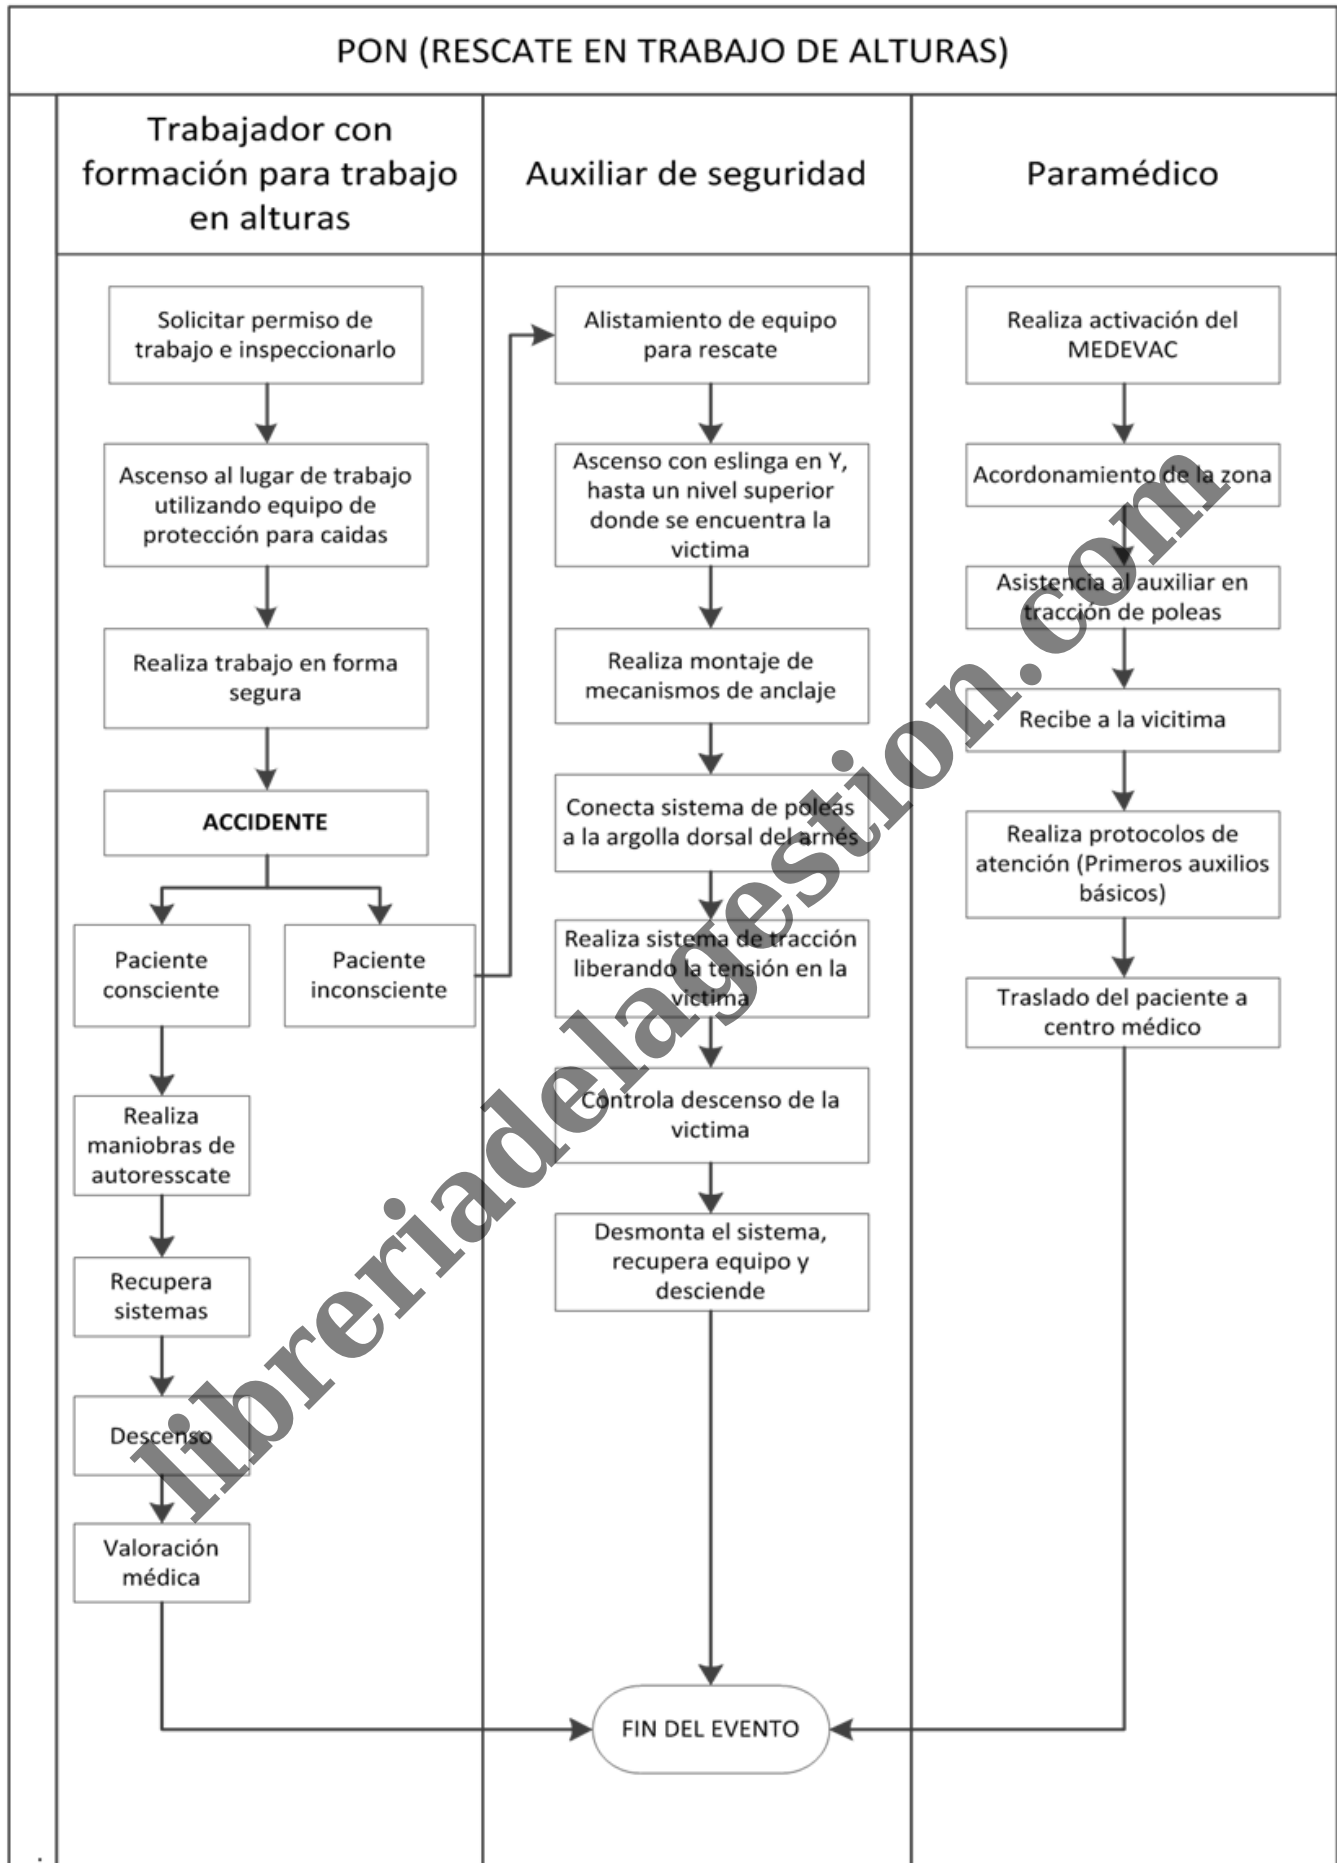 PON (RESCATE EN TRABAJO DE ALTURAS)
Trabajador con
formación para trabajo
en alturas
Auxiliar de seguridad
Paramédico
Solicitar permiso de
trabajo e inspeccionarlo
Ascenso al lugar de trabajo
utilizando equipo de
protección para caidas
Realiza trabajo en forma
segura
ACCIDENTE
Paciente
consciente
Paciente
inconsciente
Realiza
maniobras de
autoresscate
Recupera
sistemas
Descenso
Valoración
médica
Alistamiento de equipo
para rescate
Ascenso con eslinga en Y,
hasta un nivel superior
donde se encuentra la
victima
Realiza montaje de
mecanismos de anclaje
Conecta sistema de poleas
a la argolla dorsal del arnés
Realiza sistema de tracción
liberando la tensión en la
victima
Controla descenso de la
victima
Desmonta el sistema,
recupera equipo y
desciende
FIN DEL EVENTO
Realiza activación del
MEDEVAC
Acordonamiento de la zona
Asistencia al auxiliar en
tracción de poleas
Recibe a la vicitima
Realiza protocolos de
atención (Primeros auxilios
básicos)
Traslado del paciente a
centro médico
libreriadelagestion.com